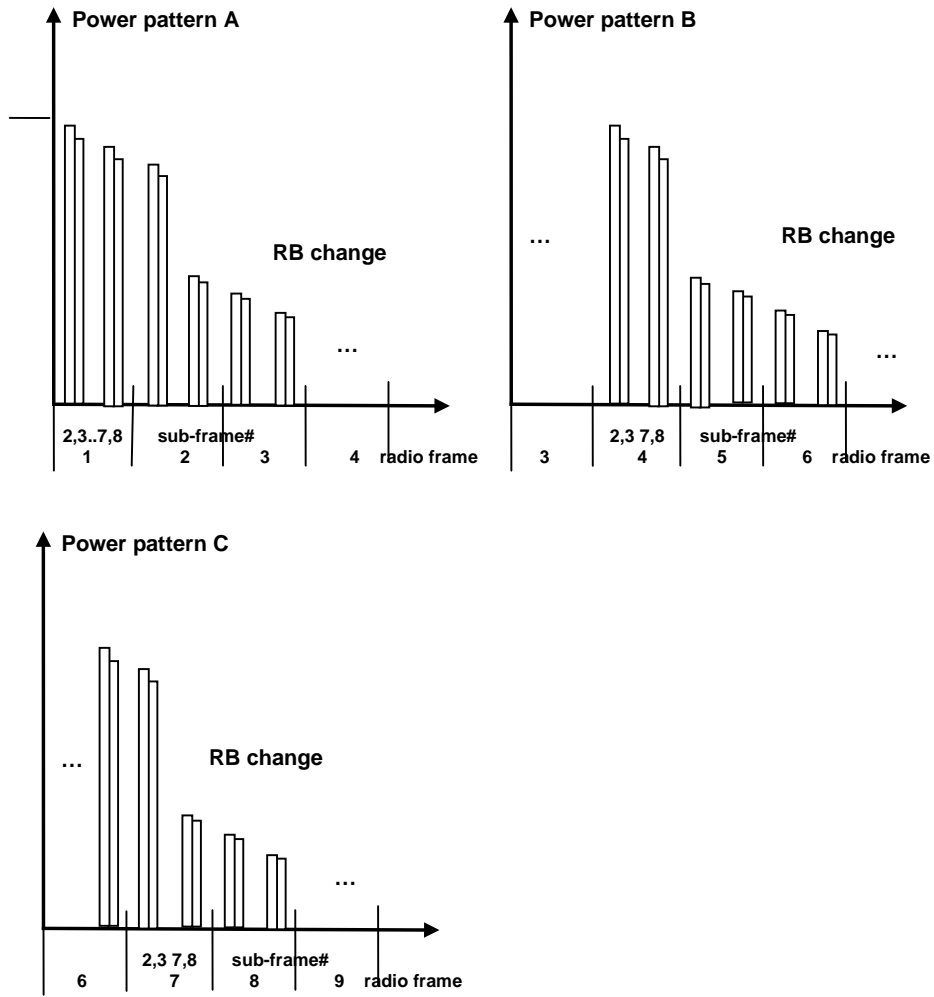 Power pattern A
RB change
...
2,3..7,8 sub-frame#
1 2 3 4 radio frame
Power pattern B
...
RB change
...
2,3 7,8 sub-frame#
3 4 5 6 radio frame
Power pattern C
...
RB change
...
2,3 7,8 sub-frame#
6 7 8 9 radio frame